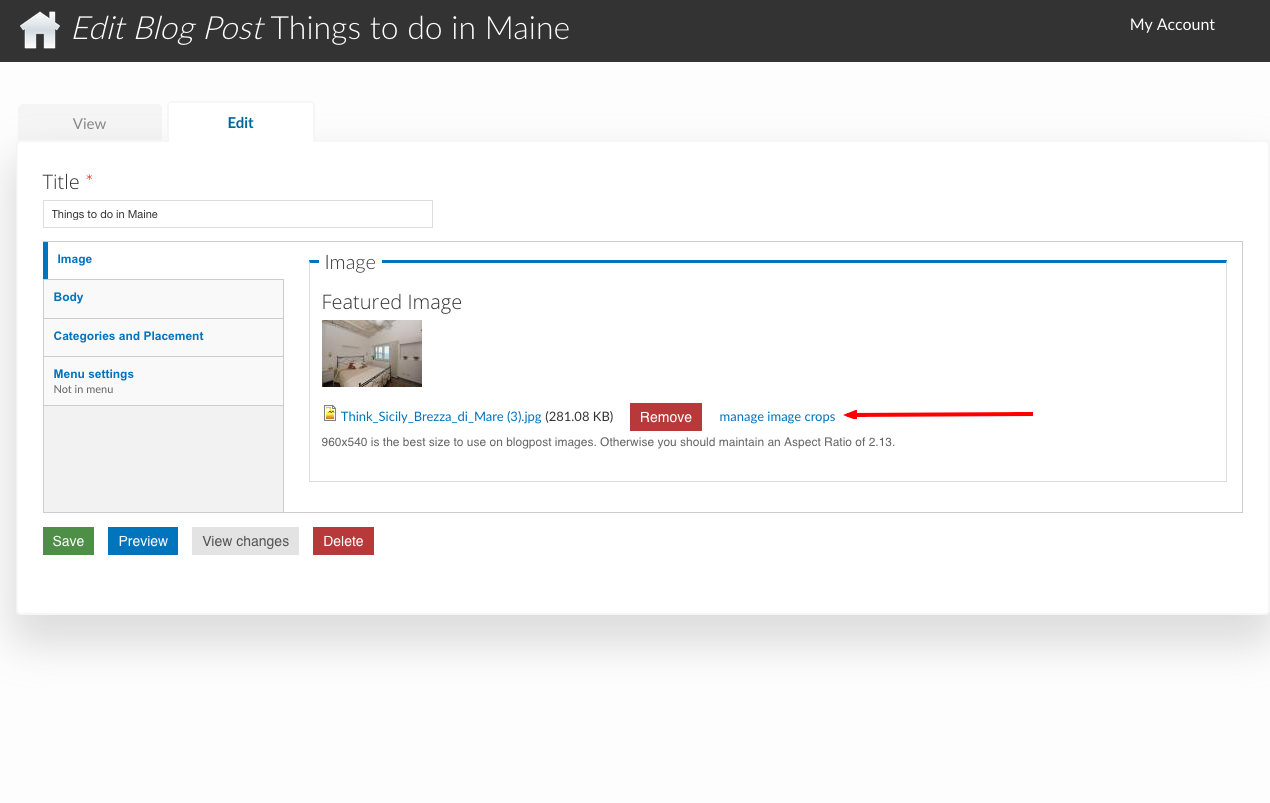 Edit Blog Post Things to do in Maine
My Account
View
Edit
Title *
Things to do in Maine
Image
Body
Categories and Placement
Menu settings
Not in menu
Image
Featured Image
Think_Sicily_Brezza_di_Mare (3).jpg (281.08 KB) Remove manage image crops
960x540 is the best size to use on blogpost images. Otherwise you should maintain an Aspect Ratio of 2.13.
Save Preview View changes Delete